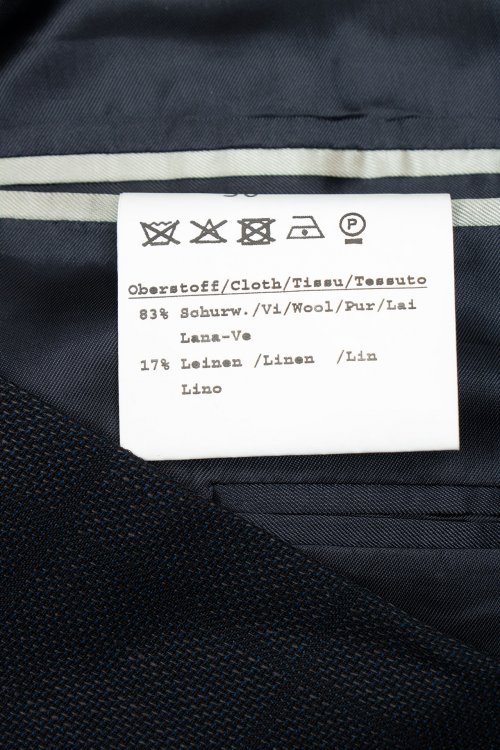 P
Oberstoff/Cloth/Tissu/Tessuto
83% Schurw./Vi/Wool/Pur/Lai
Lana-Ve
17% Leinen /Linen /Lin
Lino